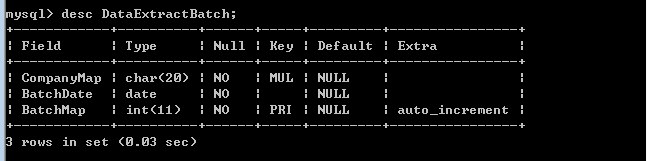 mysql> desc DataExtractBatch;
+------------+----------+------+-----+---------+----------------+
| Field      | Type     | Null | Key | Default | Extra          |
+------------+----------+------+-----+---------+----------------+
| CompanyMap | char(20) | NO   | MUL | NULL    |                |
| BatchDate  | date     | NO   |     | NULL    |                |
| BatchMap   | int(11)  | NO   | PRI | NULL    | auto_increment |
+------------+----------+------+-----+---------+----------------+
3 rows in set (0.03 sec)